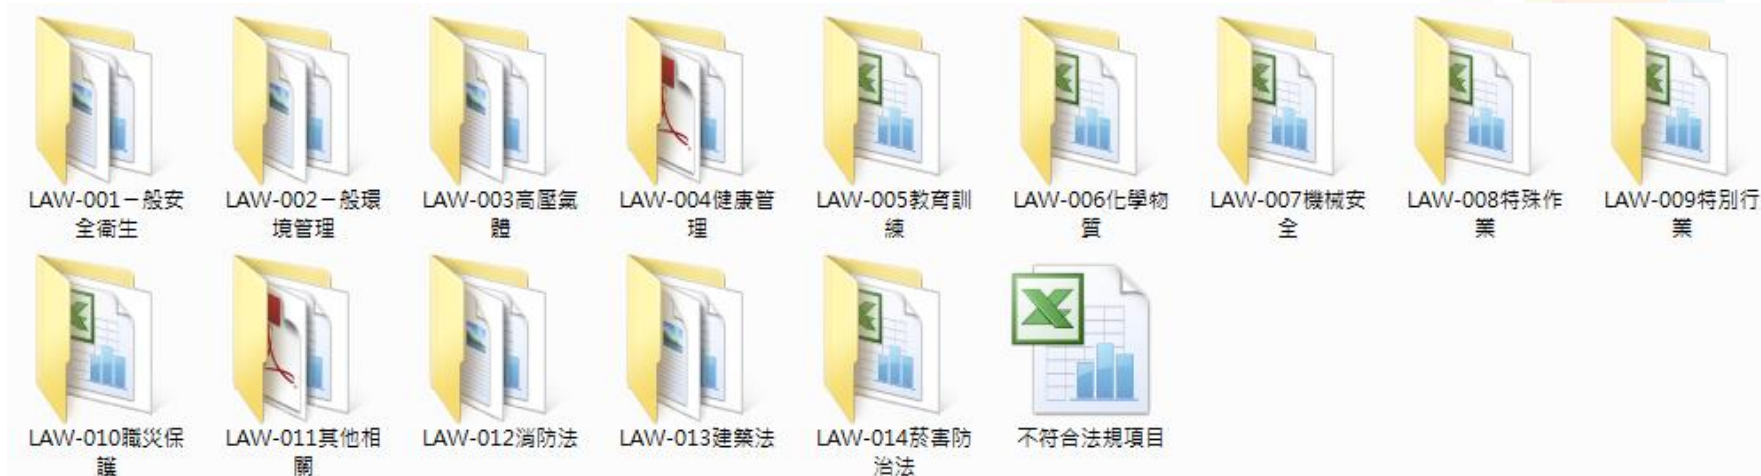 LAW-001一般安
全衛生
LAW-002一般環
境管理
LAW-003高壓氣
體
LAW-004健康管
理
LAW-005教育訓
練
LAW-006化學物
質
LAW-007機械安
全
LAW-008特殊作
業
LAW-009特別行
業
LAW-010職災保
護
LAW-011其他相
關
LAW-012消防法
LAW-013建築法
LAW-014菸害防
治法
不符合法規項目